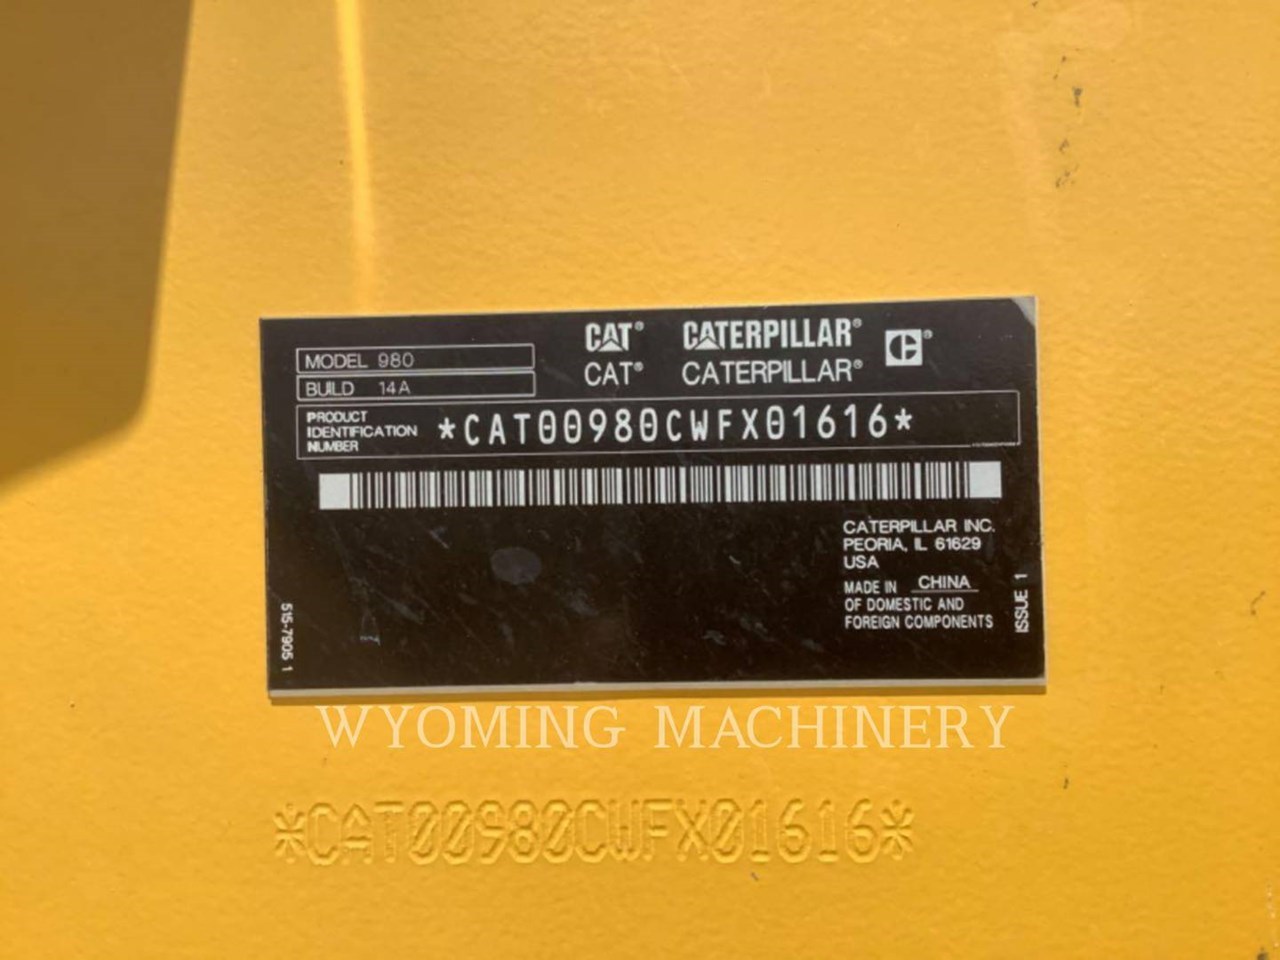 MODEL 980
BUILD 14A
CAT® CATERPILLAR®
CAT® CATERPILLAR® C®
PRODUCT IDENTIFICATION NUMBER *CAT00980CWFX01616*
CATERPILLAR INC.
PEORIA, IL 61629
USA
MADE IN CHINA
OF DOMESTIC AND
FOREIGN COMPONENTS
ISSUE 1
515-7905 1
WYOMING MACHINERY
*CAT00980CWFX01616*